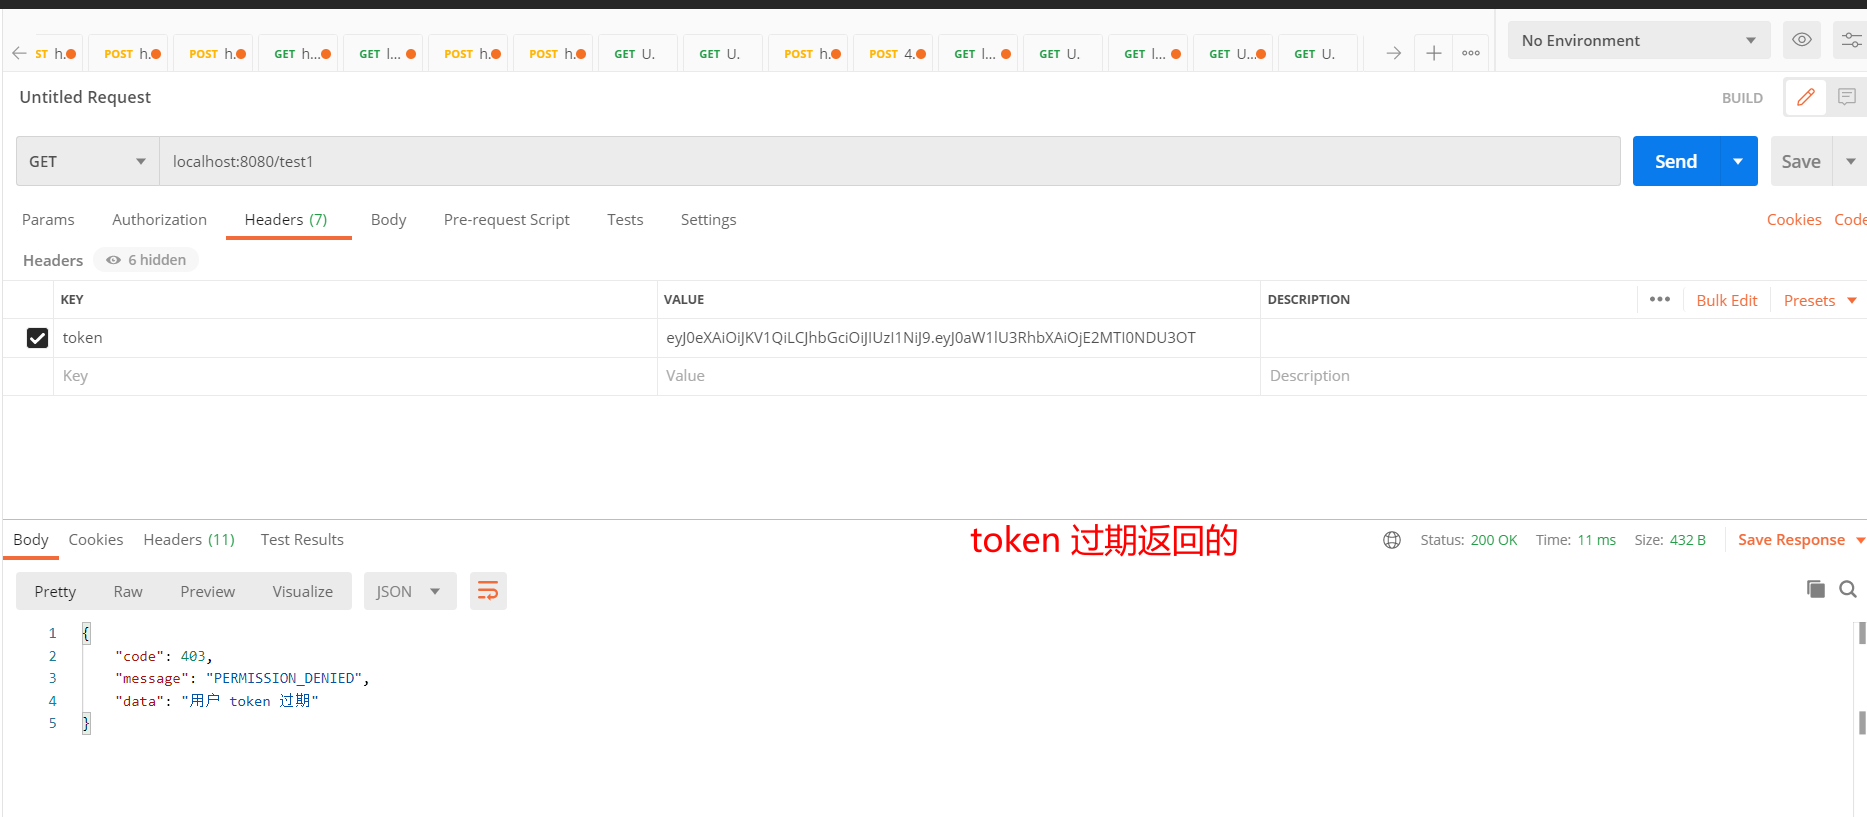 ST h. POST h. POST h. GET h... GET l... POST h. POST h. GET U. GET U. POST h. POST 4. GET l... GET U. GET l... GET U... GET U. No Environment
Untitled Request BUILD
GET localhost:8080/test1 Send Save
Params Authorization Headers (7) Body Pre-request Script Tests Settings Cookies Code
Headers 6 hidden
KEY VALUE DESCRIPTION ••• Bulk Edit Presets
token eyJ0eXAiOiJKV1QiLCJhbGciOiJIUzI1NiJ9.eyJ0aW1lU3RhbXAiOjE2MTI0NDU3OT
Key Value Description
token 过期返回的
Body Cookies Headers (11) Test Results Status: 200 OK Time: 11 ms Size: 432 B Save Response
Pretty Raw Preview Visualize JSON
1 {
2 "code": 403,
3 "message": "PERMISSION_DENIED",
4 "data": "用户 token 过期"
5 }